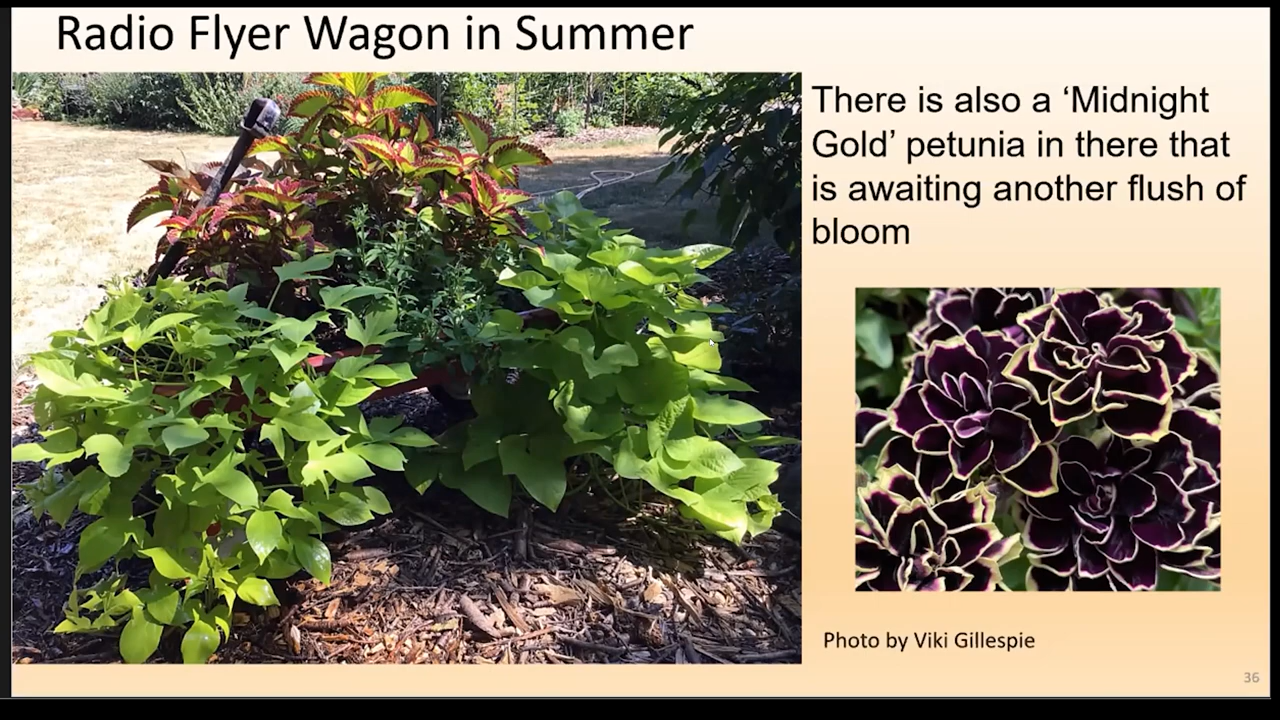 Radio Flyer Wagon in Summer
There is also a ‘Midnight
Gold’ petunia in there that
is awaiting another flush of
bloom
Photo by Viki Gillespie
36